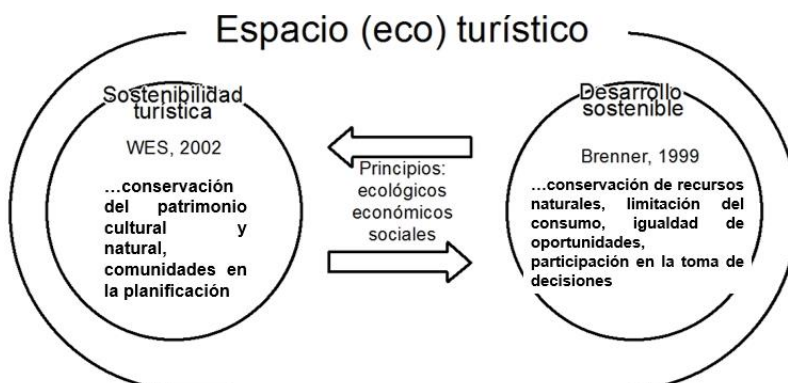 Espacio (eco) turístico
Sostenibilidad
turística
WES, 2002
...conservación
del patrimonio
cultural y
natural,
comunidades en
la planificación
Principios:
ecológicos
económicos
sociales
Desarrollo
sostenible
Brenner, 1999
...conservación de recursos
naturales, limitación del
consumo, igualdad de
oportunidades,
participación en la toma de
decisiones